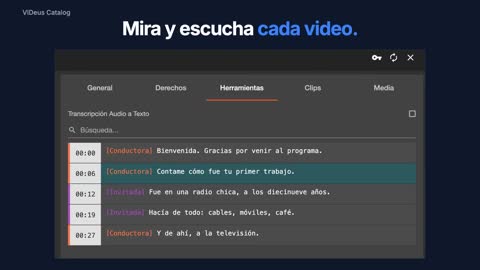 VIDeus Catalog
Mira y escucha cada video.
General Derechos Herramientas Clips Media
Transcripción Audio a Texto
Búsqueda...
00:00 [Conductora] Bienvenida. Gracias por venir al programa.
00:06 [Conductora] Contame cómo fue tu primer trabajo.
00:12 [Invitada] Fue en una radio chica, a los diecinueve años.
00:19 [Invitada] Hacía de todo: cables, móviles, café.
00:27 [Conductora] Y de ahí, a la televisión.